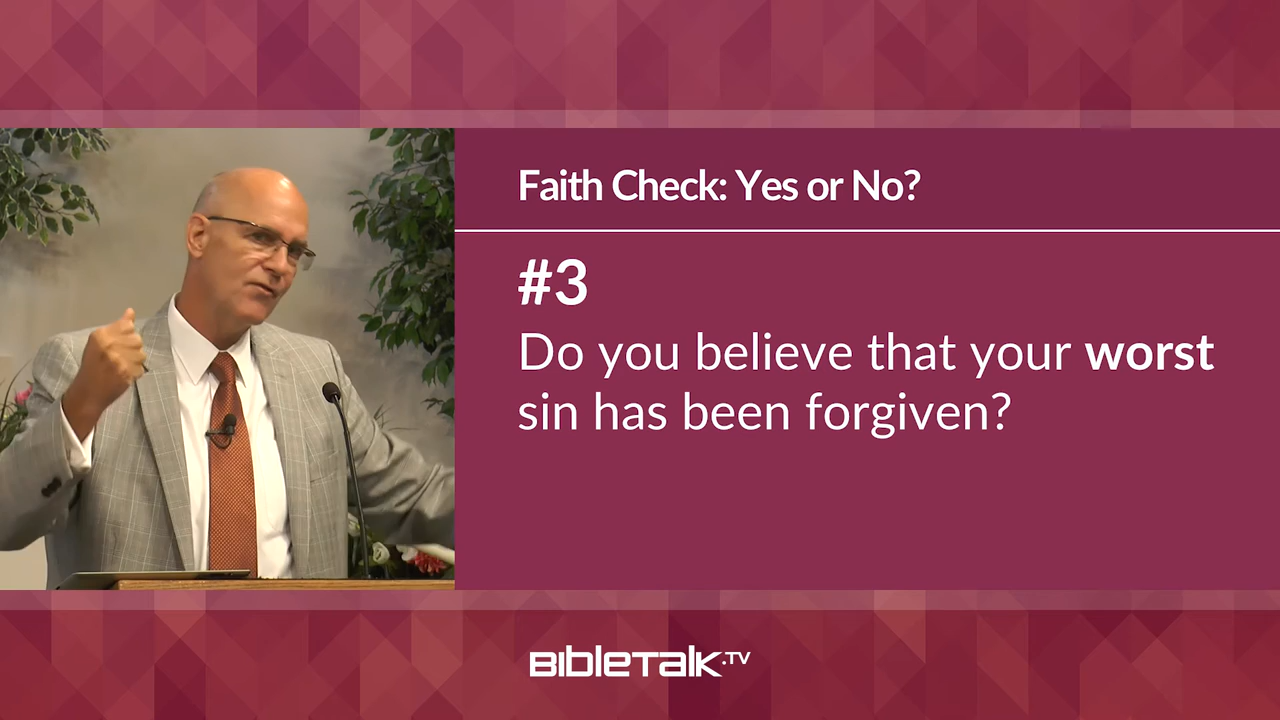 Faith Check: Yes or No?
#3
Do you believe that your worst
sin has been forgiven?
BIBLETALK.TV